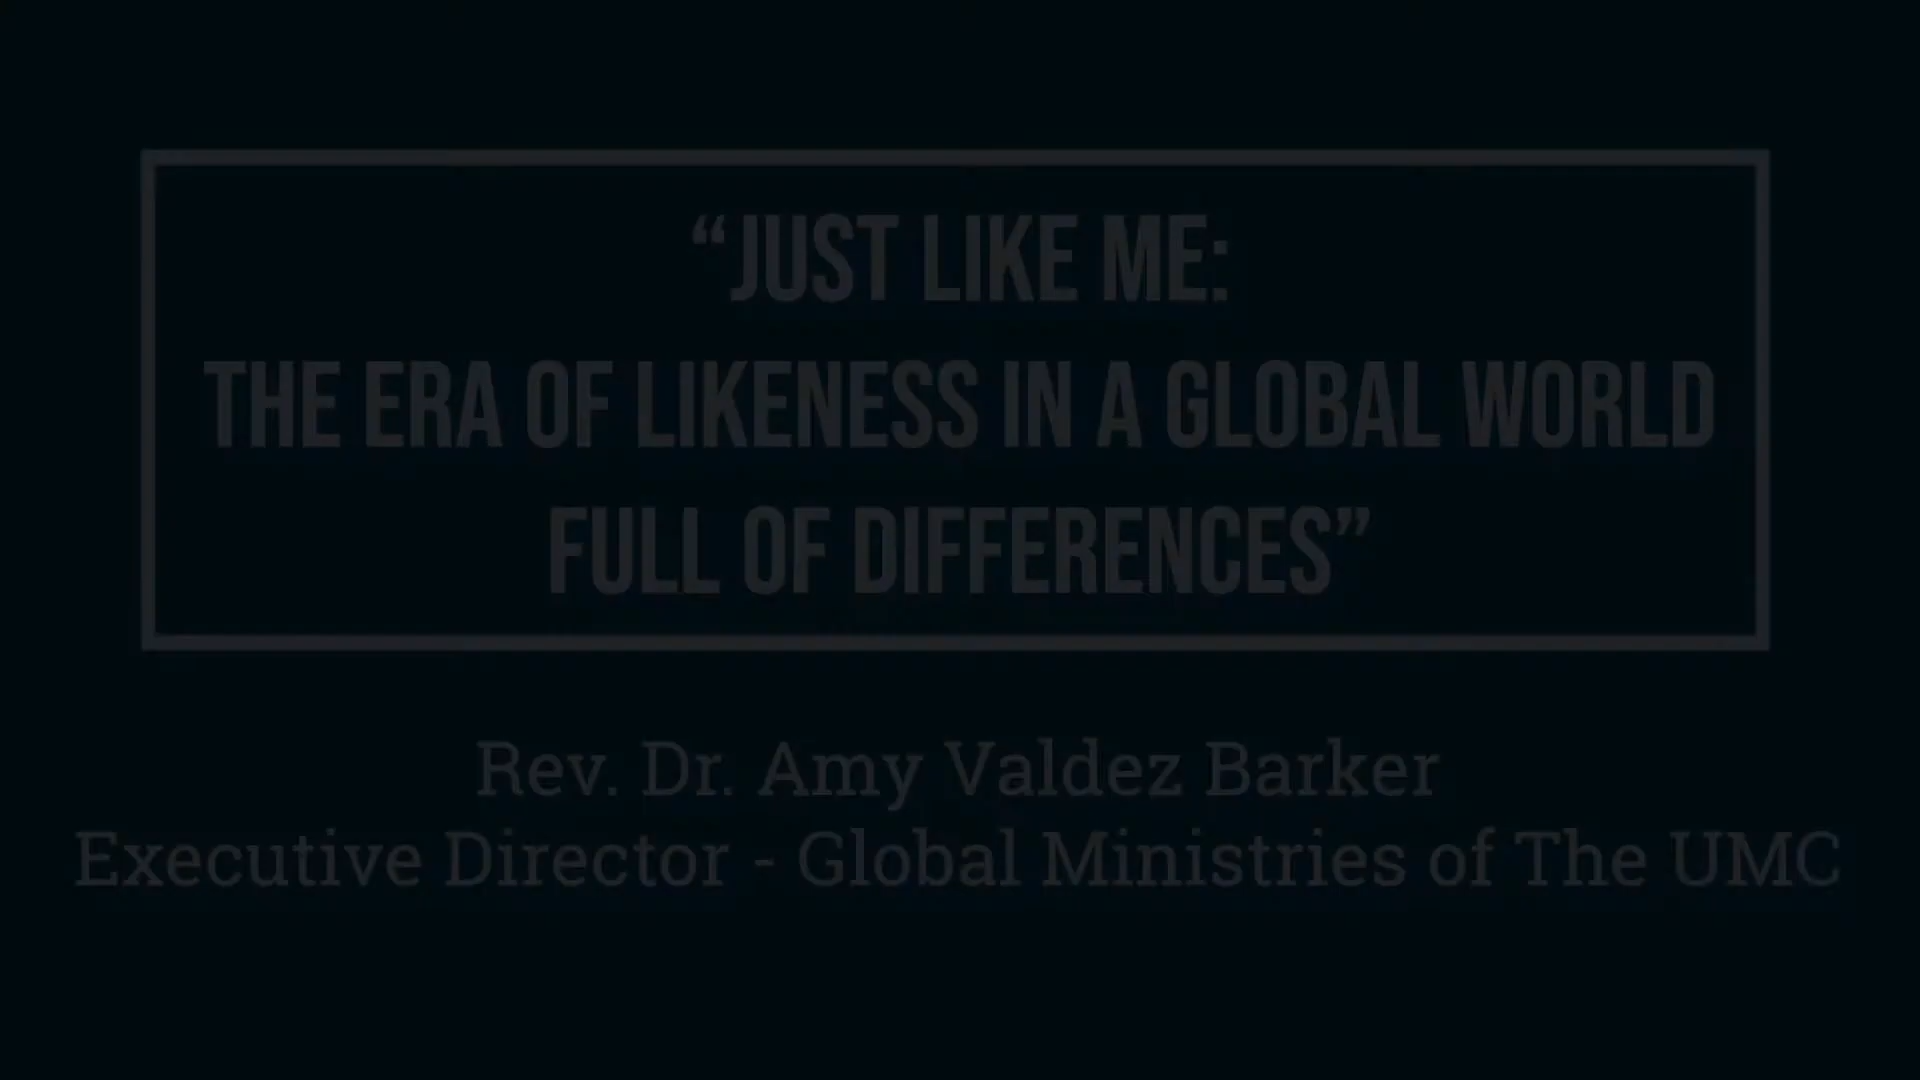 “JUST LIKE ME:
THE ERA OF LIKENESS IN A GLOBAL WORLD
FULL OF DIFFERENCES”
Rev. Dr. Amy Valdez Barker
Executive Director - Global Ministries of The UMC